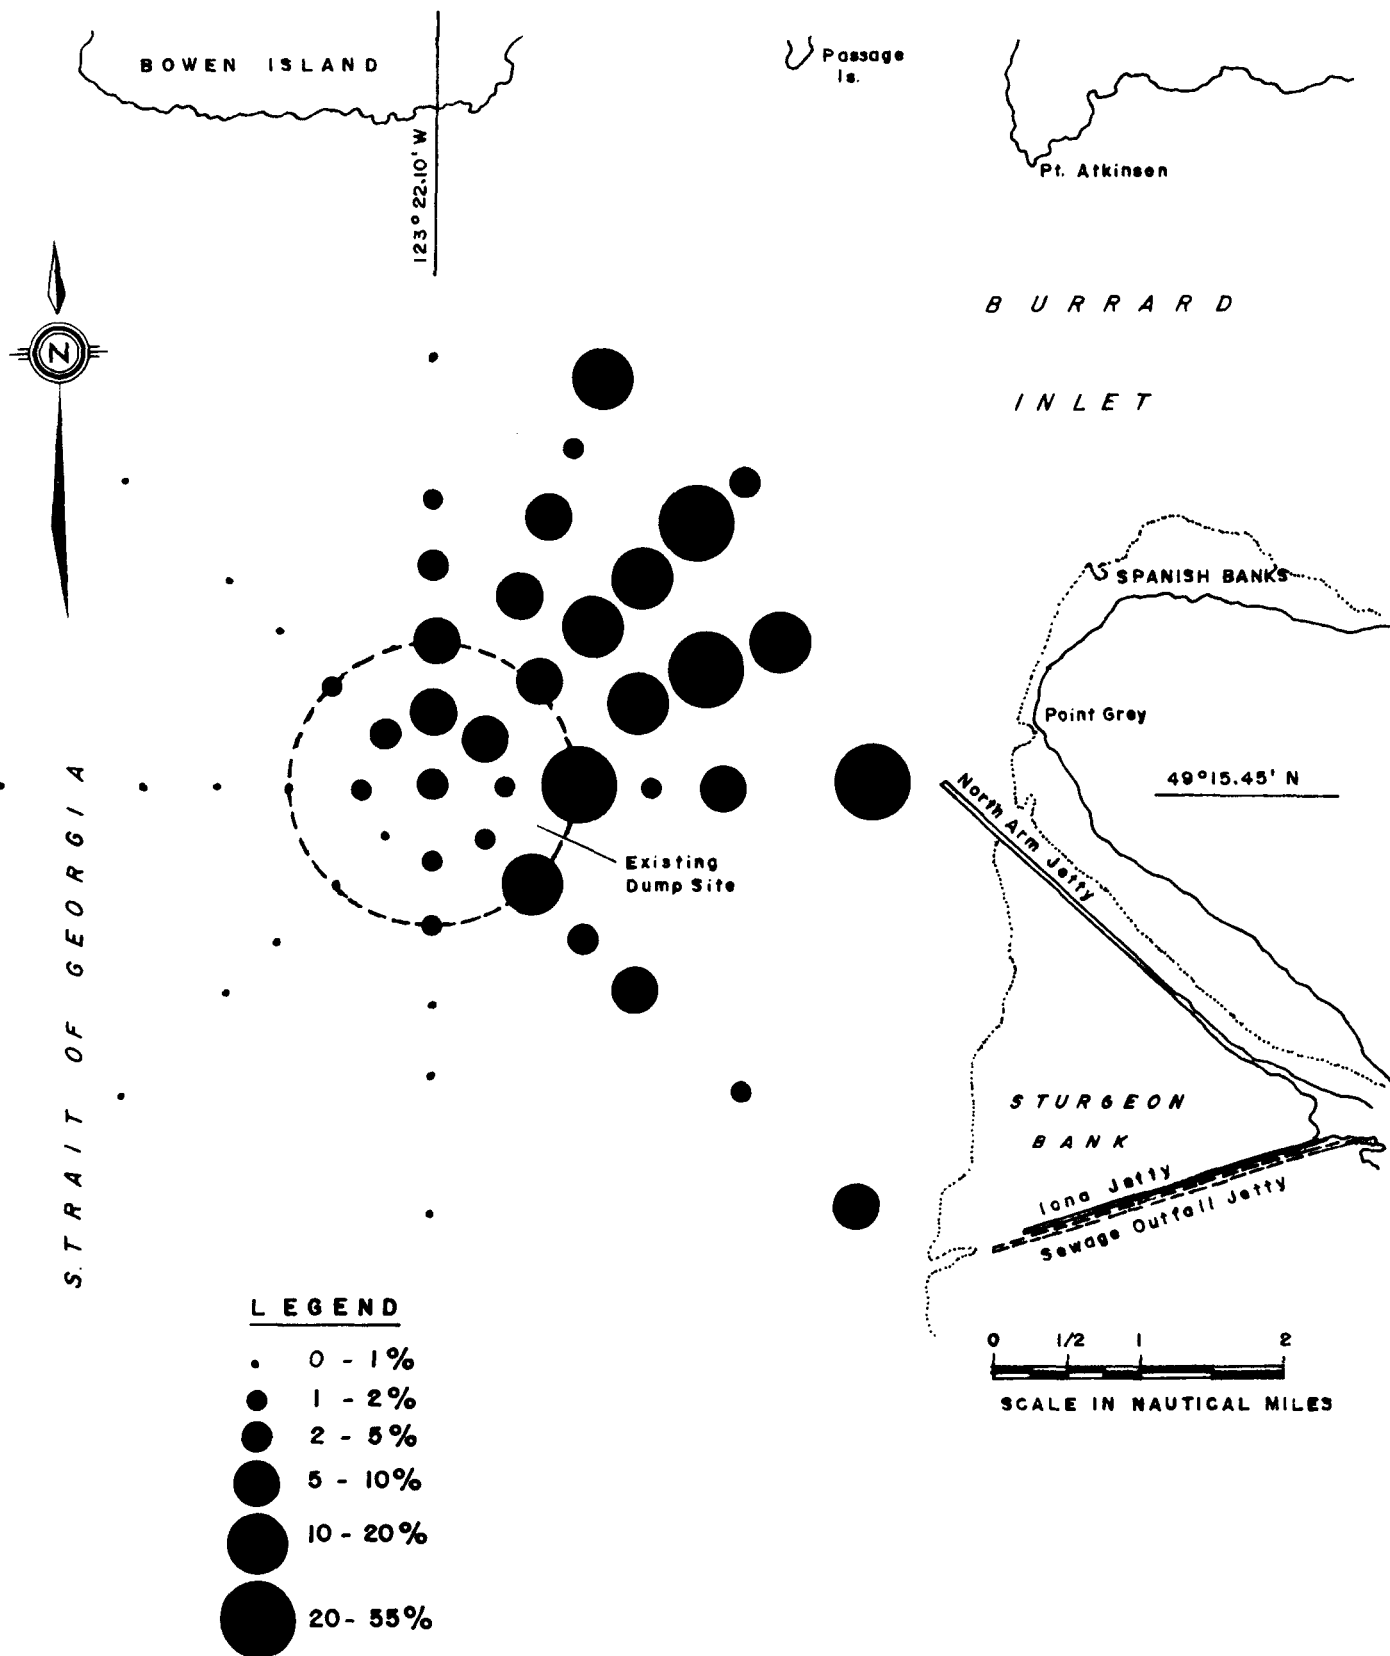 BOWEN ISLAND
Passage
Is.
Pt. Atkinson
123° 22.10' W
N
BURRARD
INLET
SPANISH BANKS
Point Grey
49°15.45' N
North Arm Jetty
Existing
Dump Site
STRAIT OF GEORGIA
STURGEON
BANK
Iona Jetty
Sewage Outfall Jetty
LEGEND
0 - 1%
1 - 2%
2 - 5%
5 - 10%
10 - 20%
20 - 55%
0 1/2 1 2
SCALE IN NAUTICAL MILES